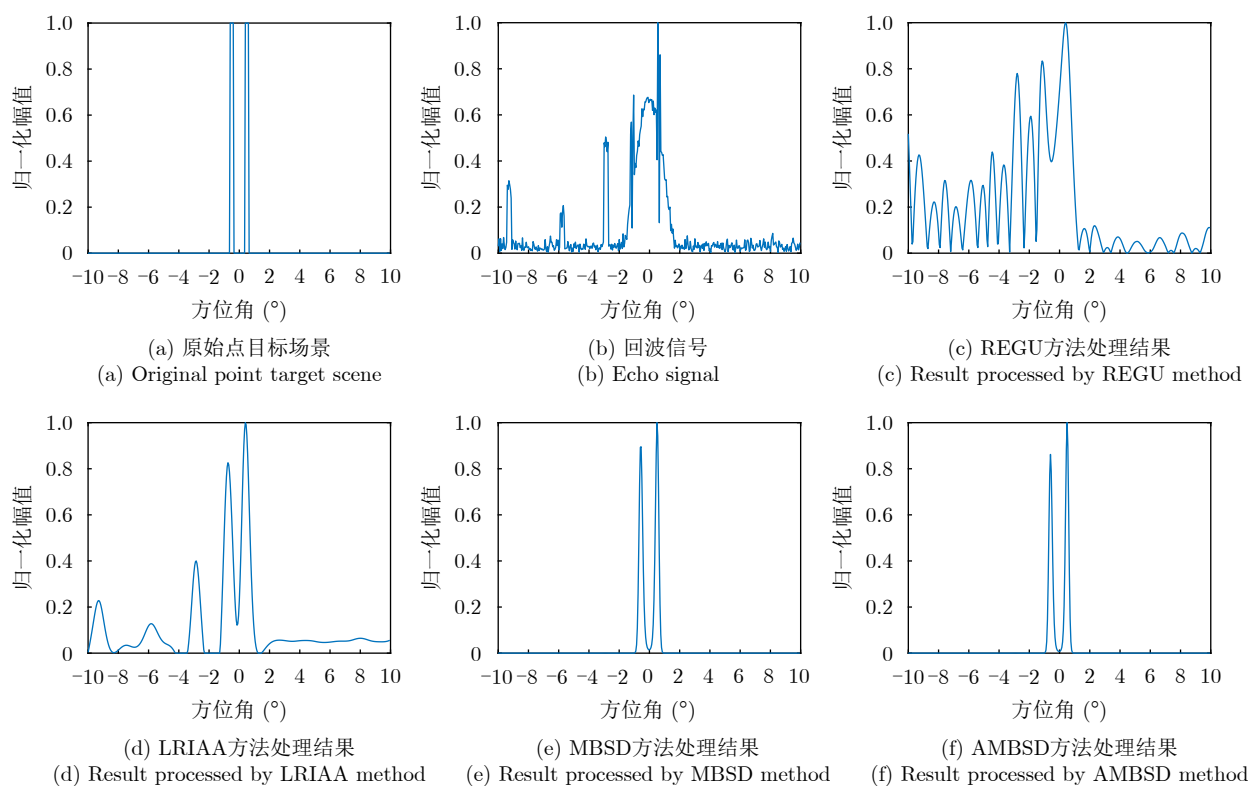 1.0
0.8
0.6
0.4
0.2
0
归一化幅值
−10 −8 −6 −4 −2 0 2 4 6 8 10
方位角 (°)
(a) 原始点目标场景
(a) Original point target scene
1.0
0.8
0.6
0.4
0.2
0
归一化幅值
−10 −8 −6 −4 −2 0 2 4 6 8 10
方位角 (°)
(b) 回波信号
(b) Echo signal
1.0
0.8
0.6
0.4
0.2
0
归一化幅值
−10 −8 −6 −4 −2 0 2 4 6 8 10
方位角 (°)
(c) REGU方法处理结果
(c) Result processed by REGU method
1.0
0.8
0.6
0.4
0.2
0
归一化幅值
−10 −8 −6 −4 −2 0 2 4 6 8 10
方位角 (°)
(d) LRIAA方法处理结果
(d) Result processed by LRIAA method
1.0
0.8
0.6
0.4
0.2
0
归一化幅值
−10 −8 −6 −4 −2 0 2 4 6 8 10
方位角 (°)
(e) MBSD方法处理结果
(e) Result processed by MBSD method
1.0
0.8
0.6
0.4
0.2
0
归一化幅值
−10 −8 −6 −4 −2 0 2 4 6 8 10
方位角 (°)
(f) AMBSD方法处理结果
(f) Result processed by AMBSD method